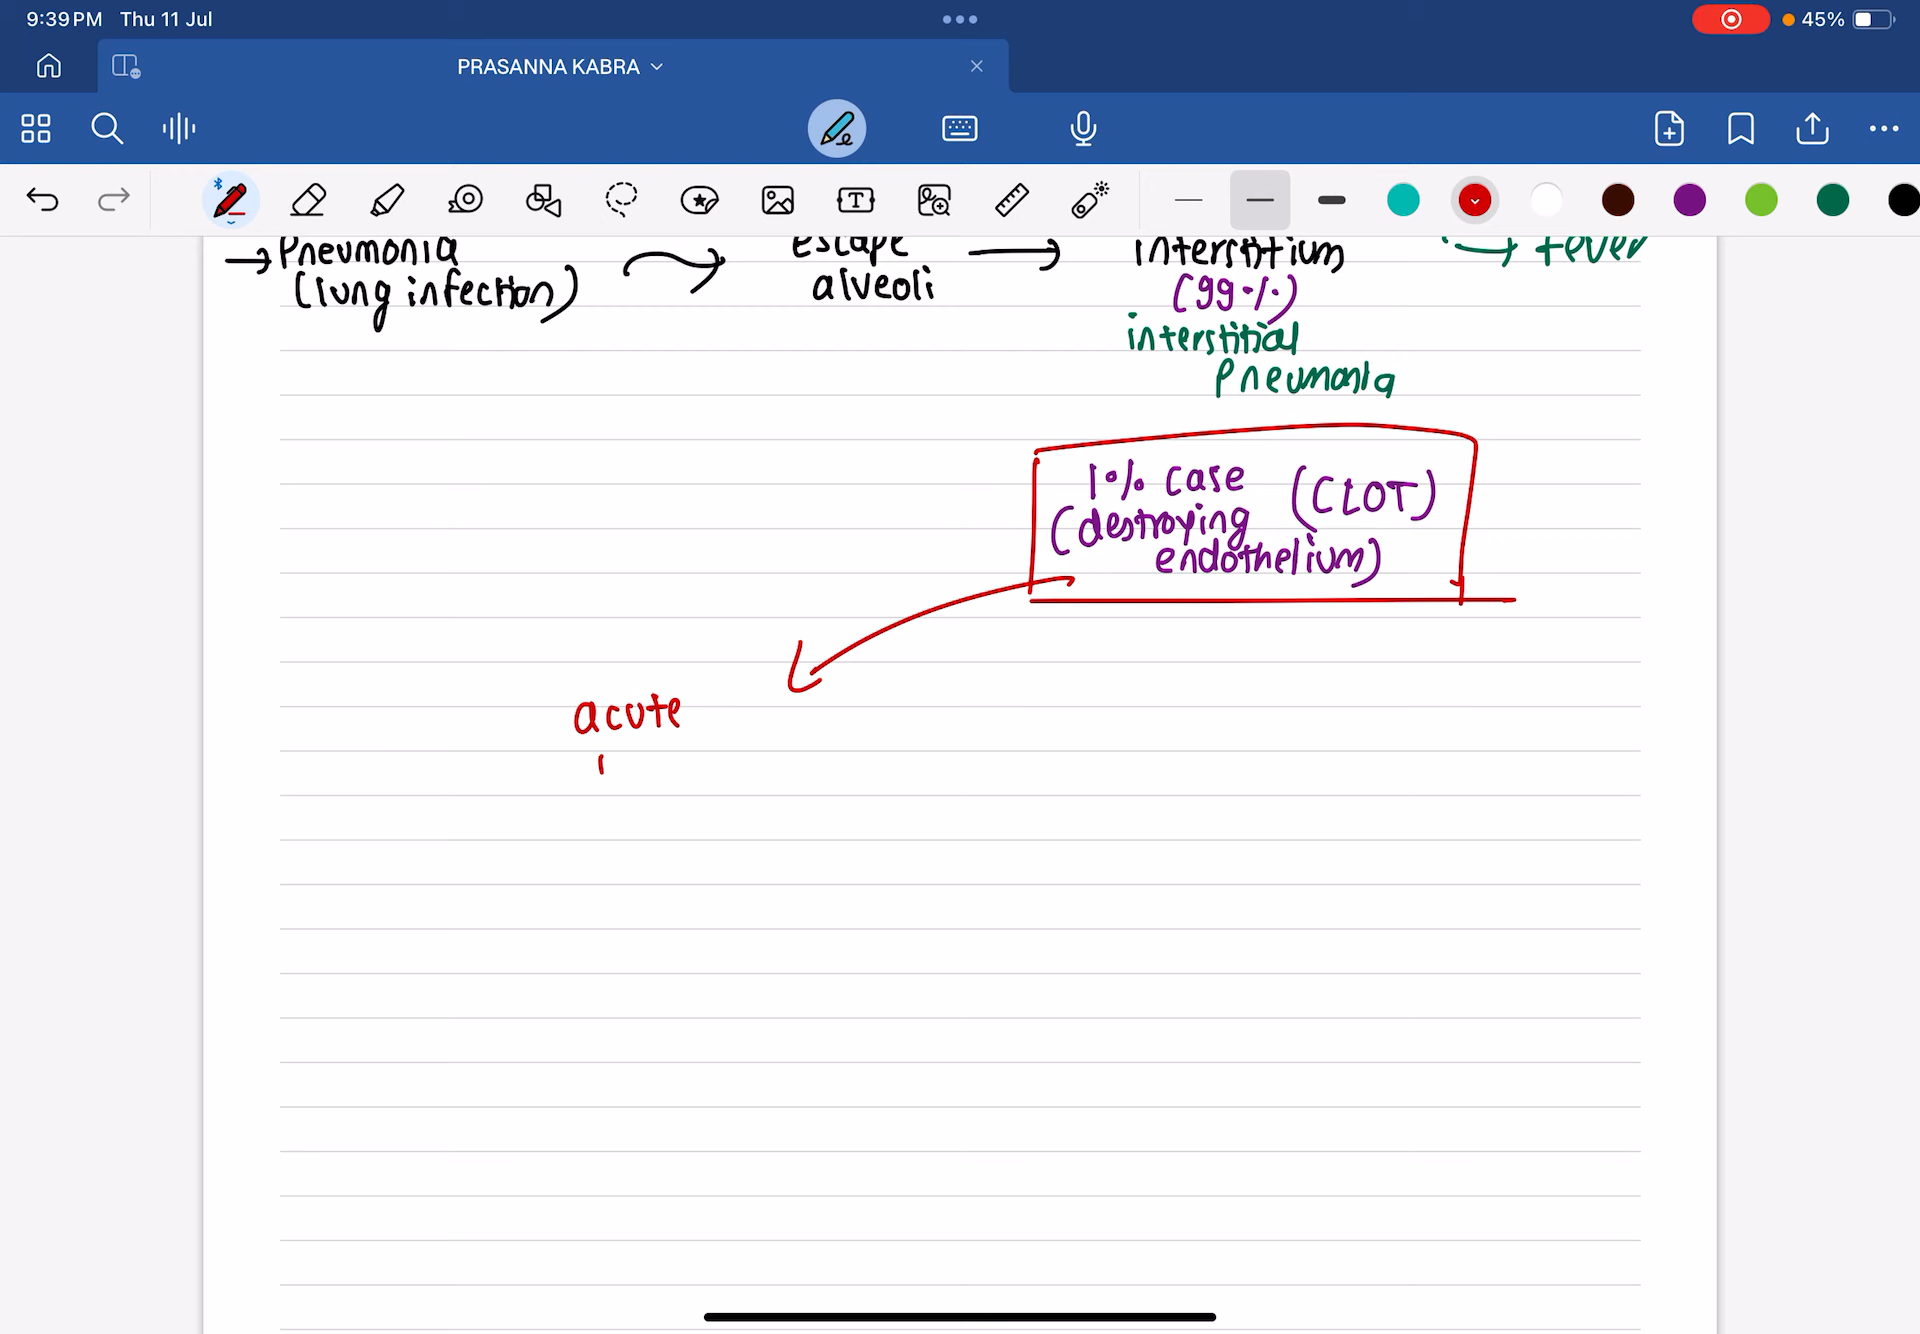 9:39 PM Thu 11 Jul
45%
PRASANNA KABRA
Pneumonia
(lung infection)
Escape
alveoli
interstitium
(99%)
fever
interstitial
Pneumonia
1% case (CLOT)
(destroying
endothelium)
acute